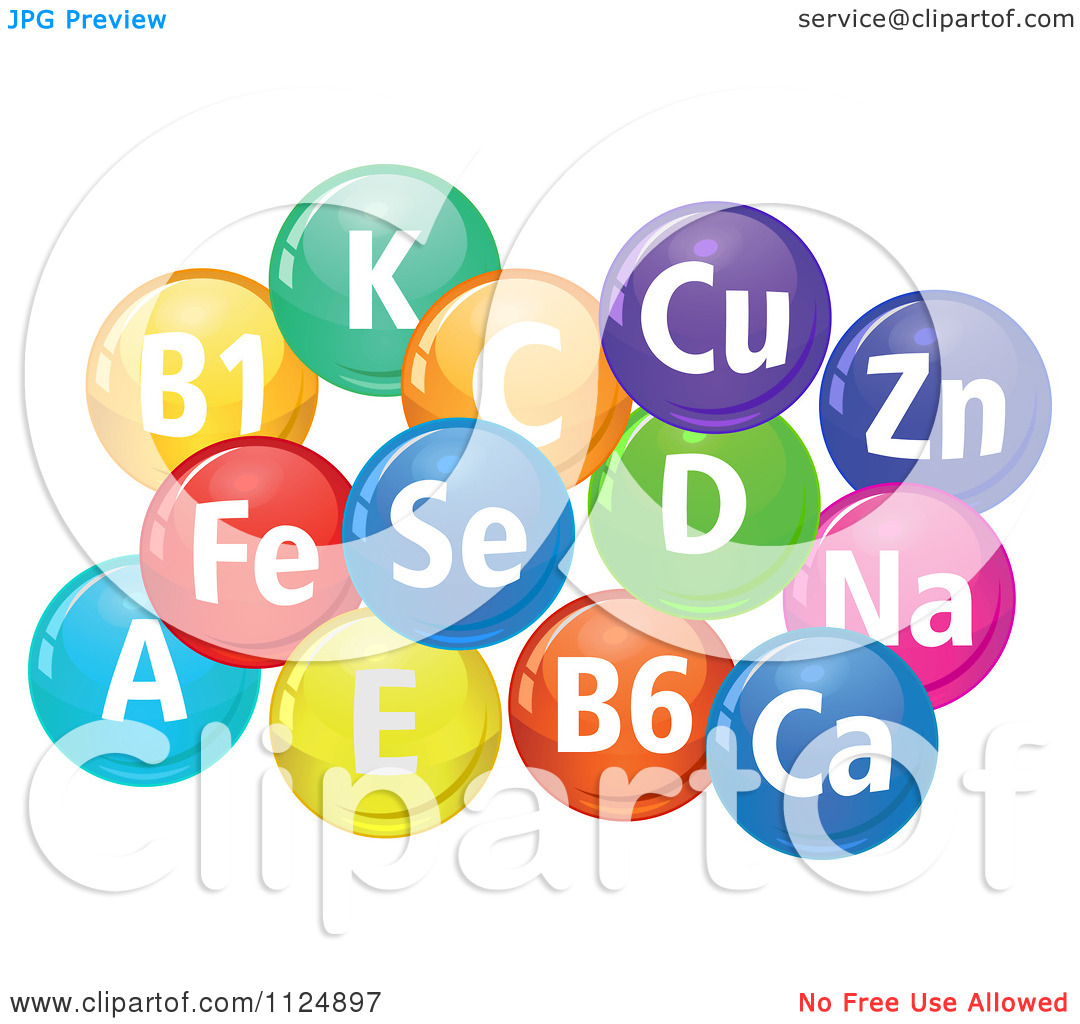 JPG Preview
service@clipartof.com
K
Cu
B1
C
Zn
Fe
Se
D
Na
A
E
B6
Ca
clipartof
www.clipartof.com/1124897
No Free Use Allowed